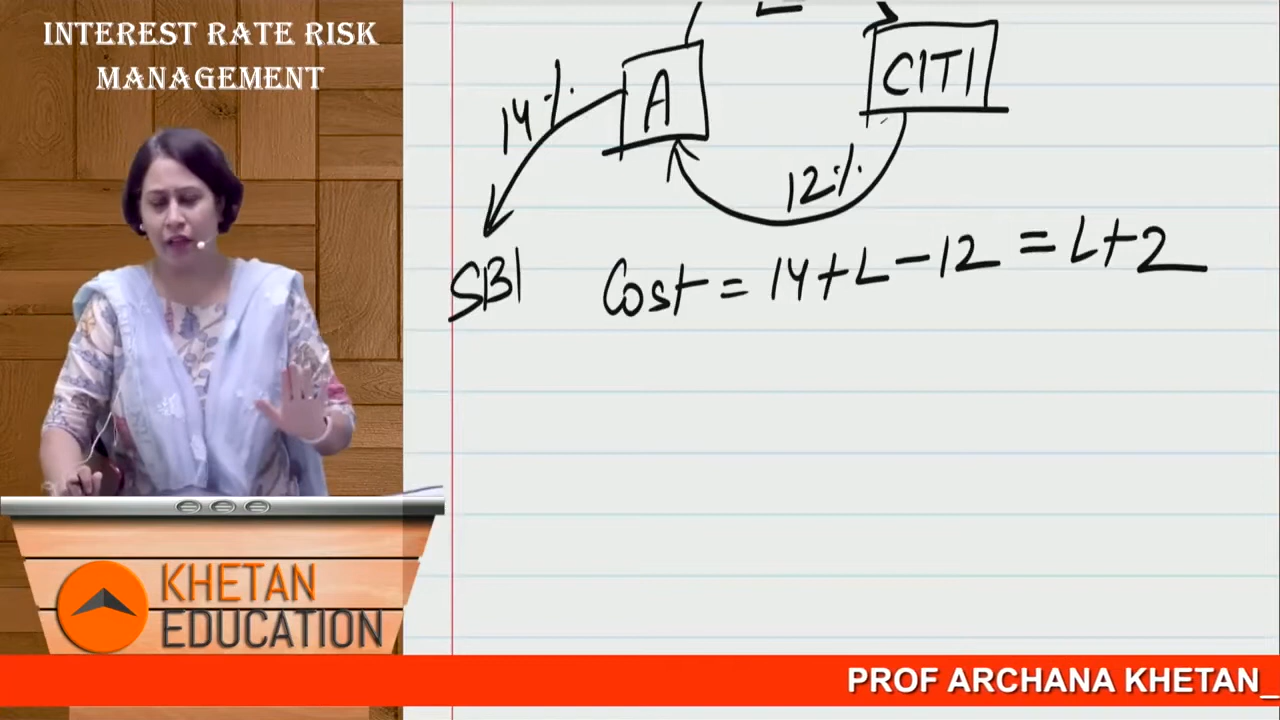 INTEREST RATE RISK
MANAGEMENT
A
CITI
14%
12%
SBI
Cost = 14+L-12 = L+2
KHETAN
EDUCATION
PROF ARCHANA KHETAN_